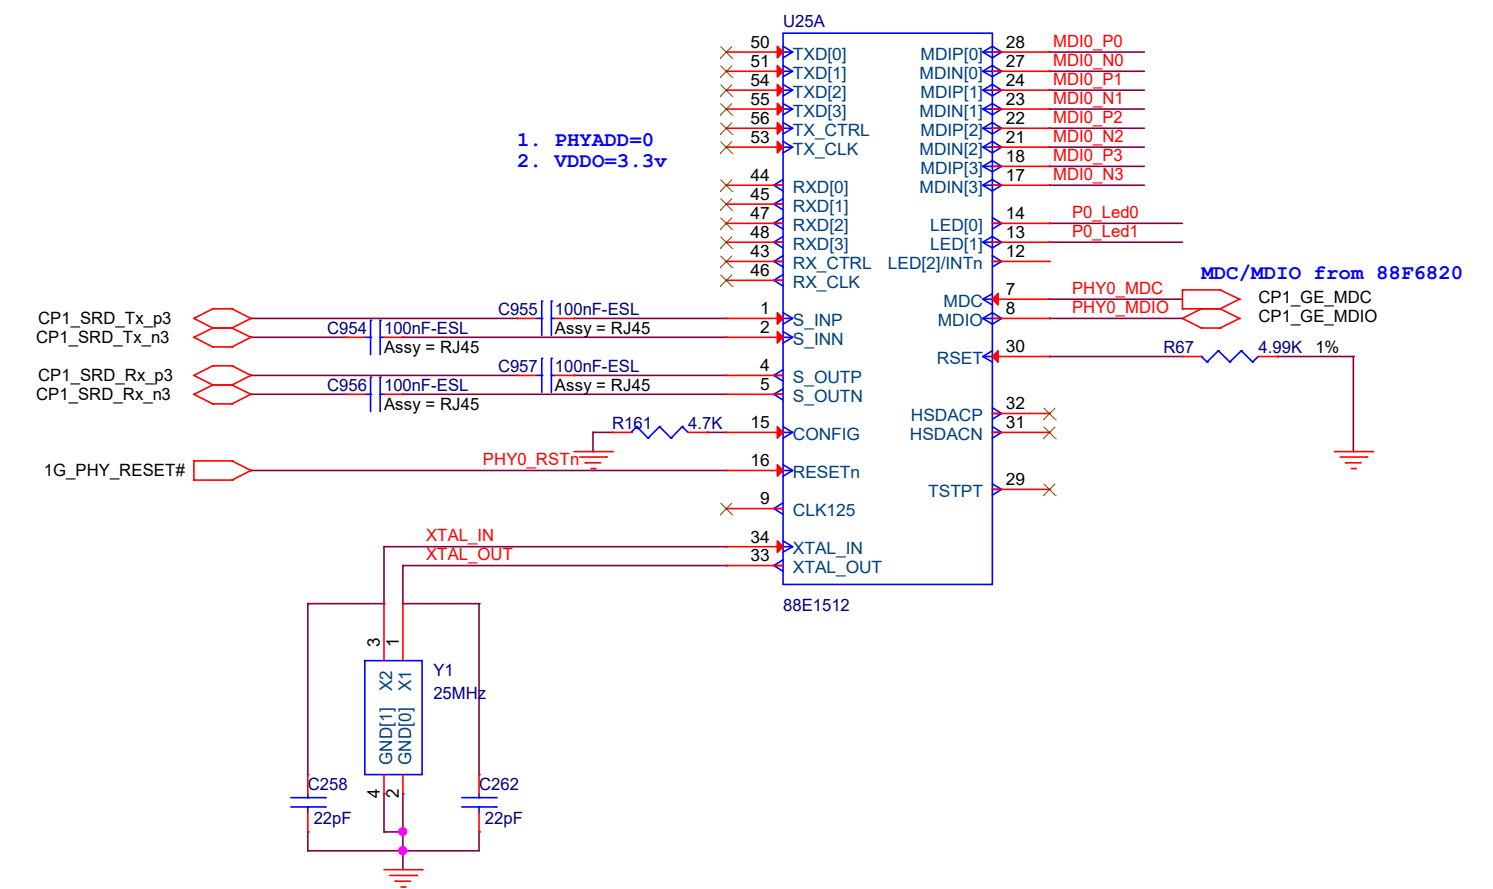 U25A
50 TXD[0] MDIP[0] 28 MDI0_P0
51 TXD[1] MDIN[0] 27 MDI0_N0
54 TXD[2] MDIP[1] 24 MDI0_P1
55 TXD[3] MDIN[1] 23 MDI0_N1
56 TX_CTRL MDIP[2] 22 MDI0_P2
53 TX_CLK MDIN[2] 21 MDI0_N2
MDIP[3] 18 MDI0_P3
1. PHYADD=0
2. VDDO=3.3v
44 RXD[0] MDIN[3] 17 MDI0_N3
45 RXD[1]
47 RXD[2] LED[0] 14 P0_Led0
48 RXD[3] LED[1] 13 P0_Led1
43 RX_CTRL LED[2]/INTn 12
46 RX_CLK
MDC/MDIO from 88F6820
MDC 7 PHY0_MDC CP1_GE_MDC
MDIO 8 PHY0_MDIO CP1_GE_MDIO
CP1_SRD_Tx_p3 C955 100nF-ESL 1 S_INP
Assy = RJ45
CP1_SRD_Tx_n3 C954 100nF-ESL 2 S_INN
Assy = RJ45
RSET 30 R67 4.99K 1%
CP1_SRD_Rx_p3 C957 100nF-ESL 4 S_OUTP
Assy = RJ45
CP1_SRD_Rx_n3 C956 100nF-ESL 5 S_OUTN
Assy = RJ45
HSDACP 32
R161 4.7K 15 CONFIG HSDACN 31
1G_PHY_RESET# PHY0_RSTn 16 RESETn
TSTPT 29
9 CLK125
XTAL_IN 34 XTAL_IN
XTAL_OUT 33 XTAL_OUT
88E1512
3 1
X2 X1
Y1
25MHz
GND[1] GND[0]
4 2
C258
22pF
C262
22pF